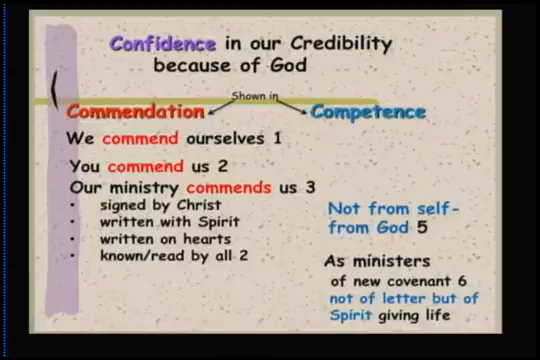 Confidence in our Credibility
because of God
Shown in
Commendation
Competence
We commend ourselves 1
You commend us 2
Our ministry commends us 3
• signed by Christ
• written with Spirit
• written on hearts
• known/read by all 2
Not from self-
from God 5
As ministers
of new covenant 6
not of letter but of
Spirit giving life